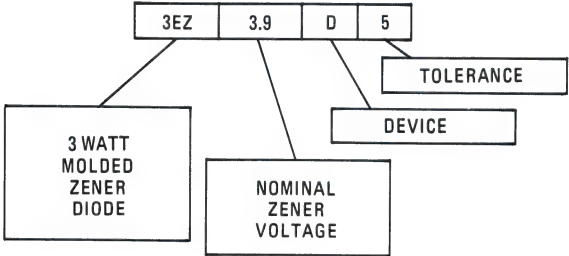 3EZ 3.9 D 5
TOLERANCE
DEVICE
3 WATT
MOLDED
ZENER
DIODE
NOMINAL
ZENER
VOLTAGE